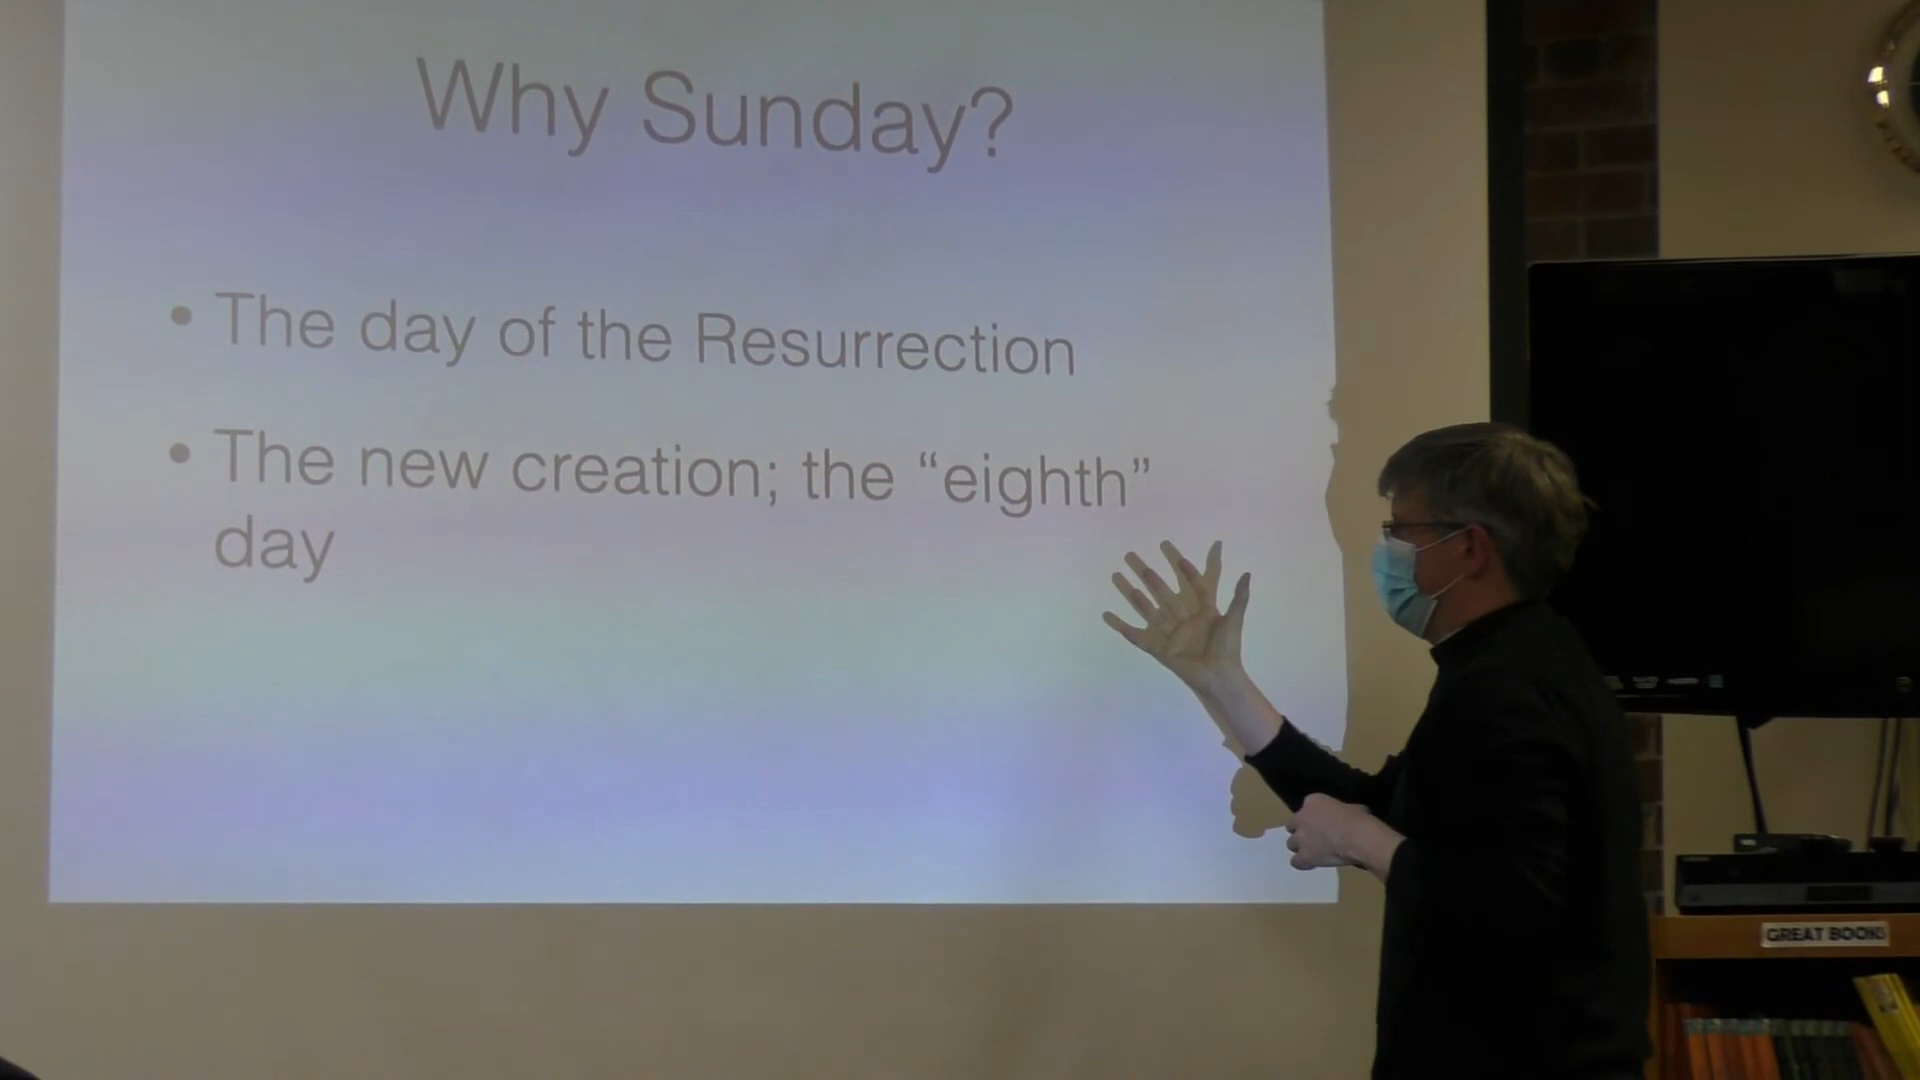 Why Sunday?
• The day of the Resurrection
• The new creation; the “eighth”
day
GREAT BOOKS